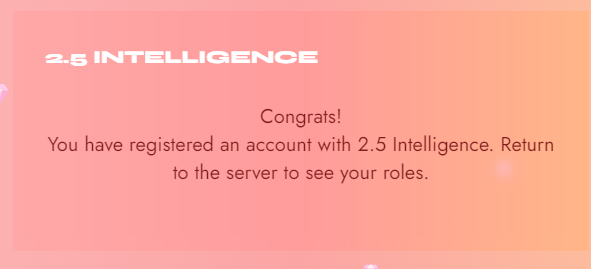 2.5 INTELLIGENCE
Congrats!
You have registered an account with 2.5 Intelligence. Return
to the server to see your roles.